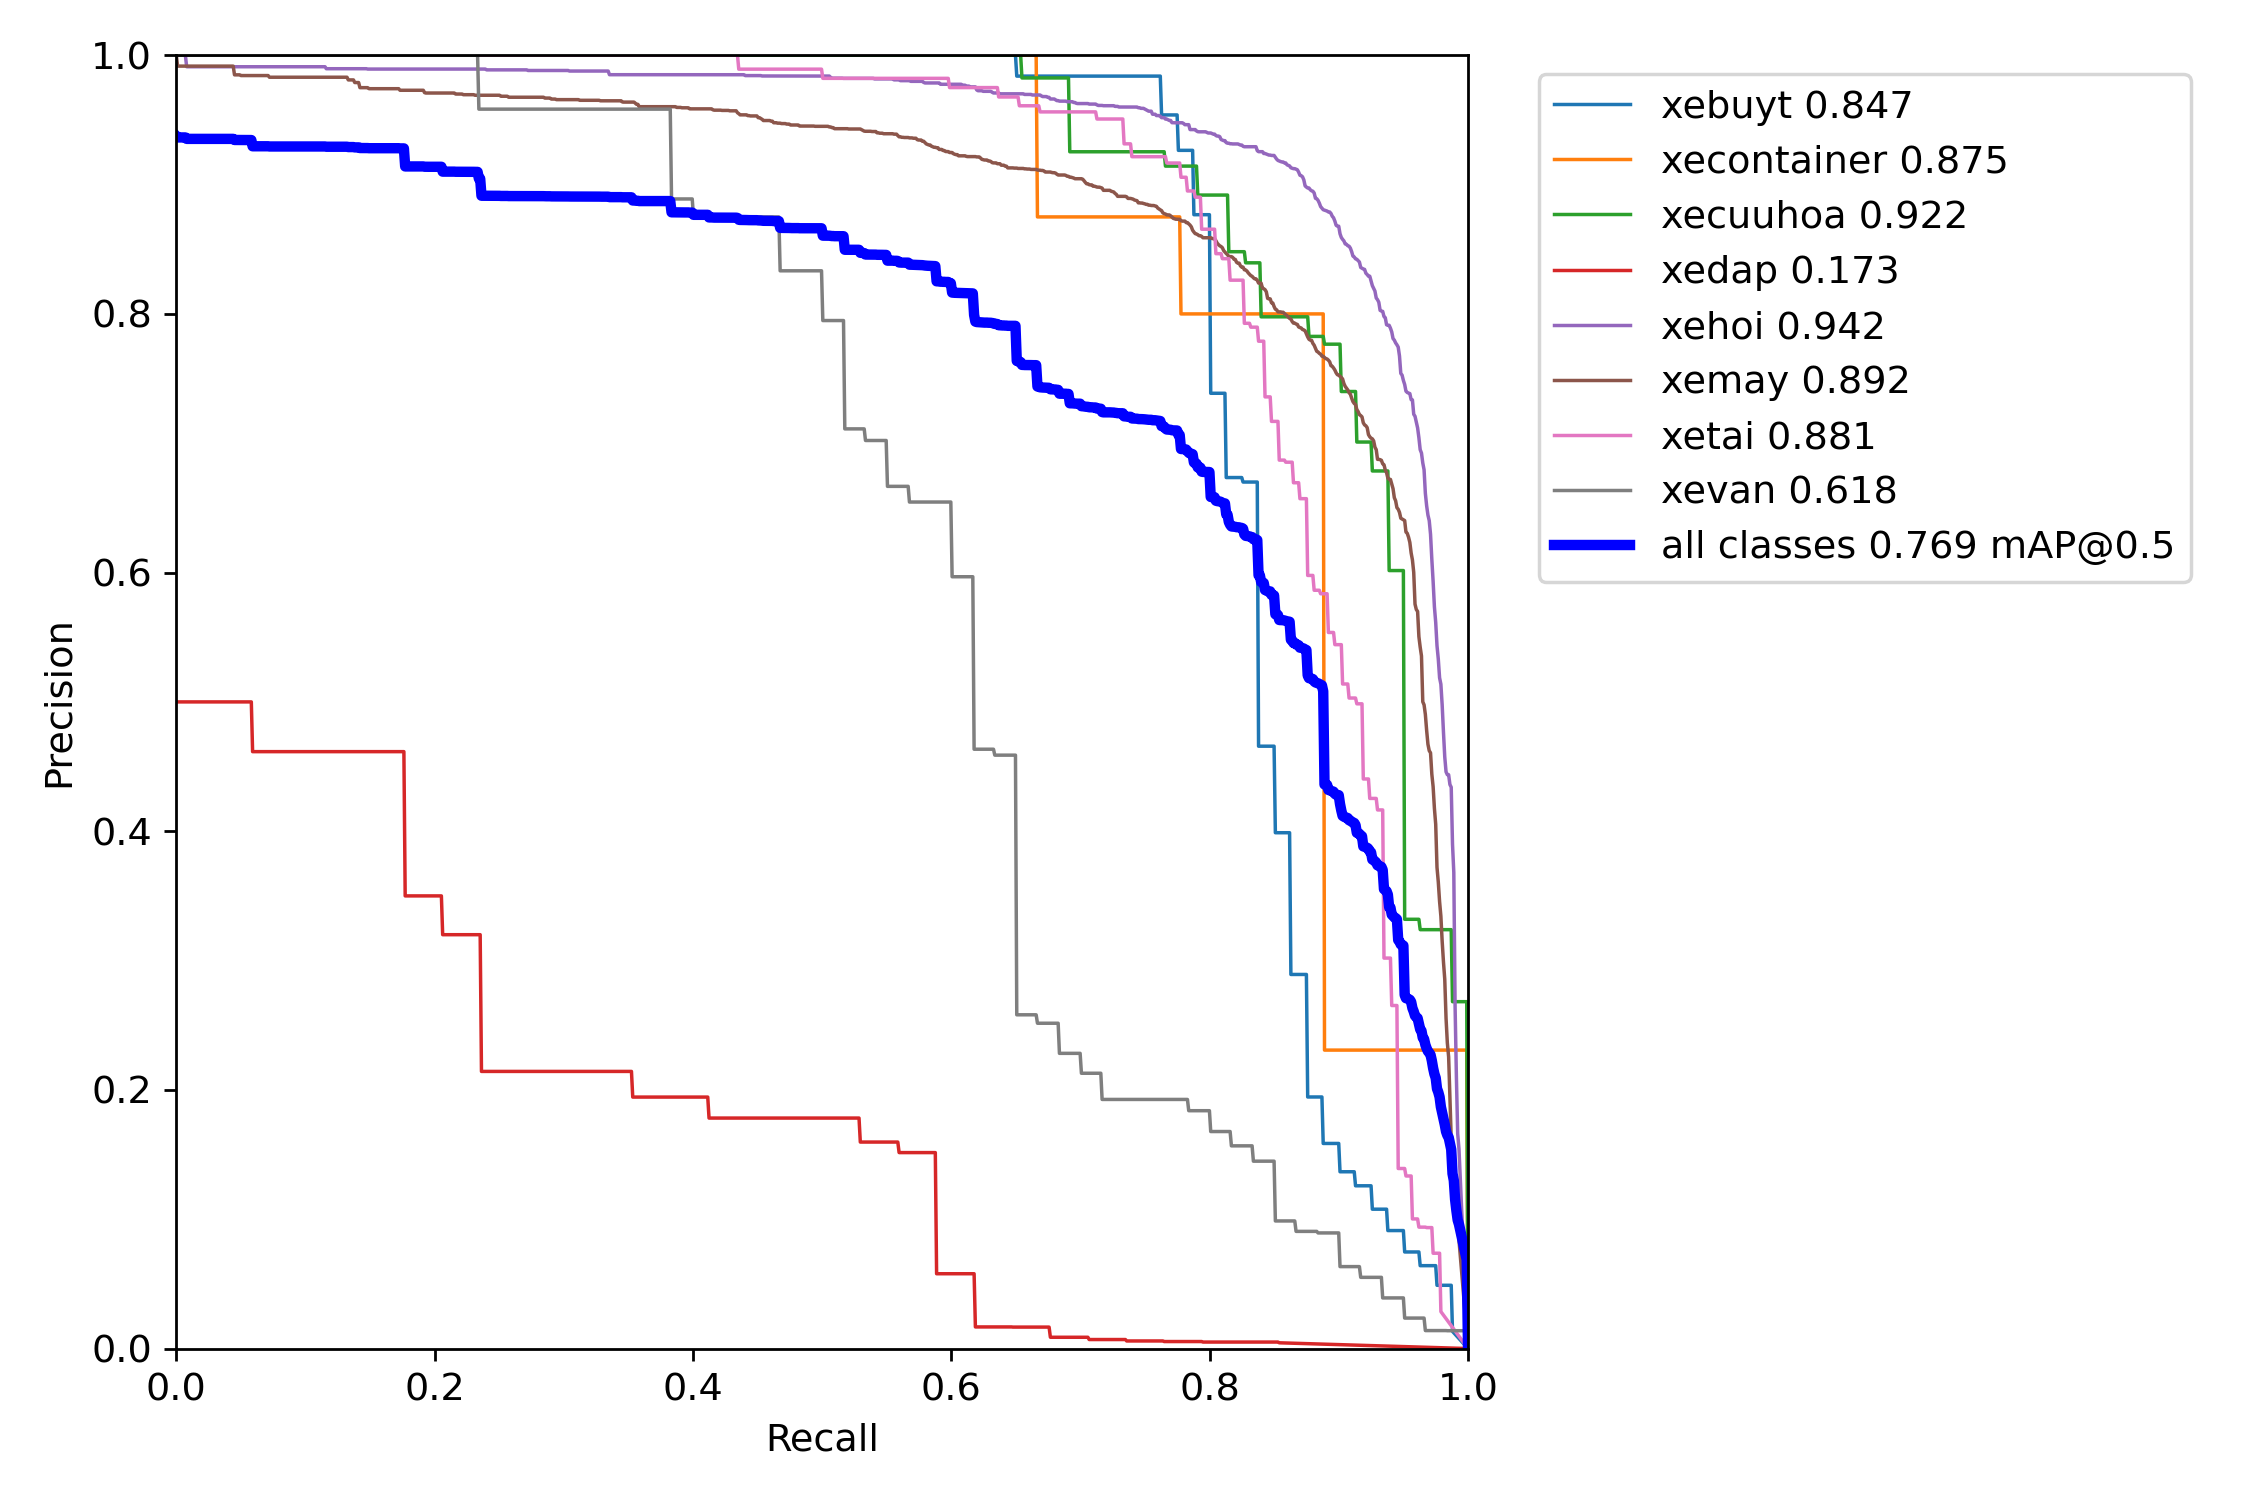 1.0
0.8
0.6
0.4
0.2
0.0
0.0 0.2 0.4 0.6 0.8 1.0
Precision
Recall
xebuyt 0.847
xecontainer 0.875
xecuuhoa 0.922
xedap 0.173
xehoi 0.942
xemay 0.892
xetai 0.881
xevan 0.618
all classes 0.769 mAP@0.5